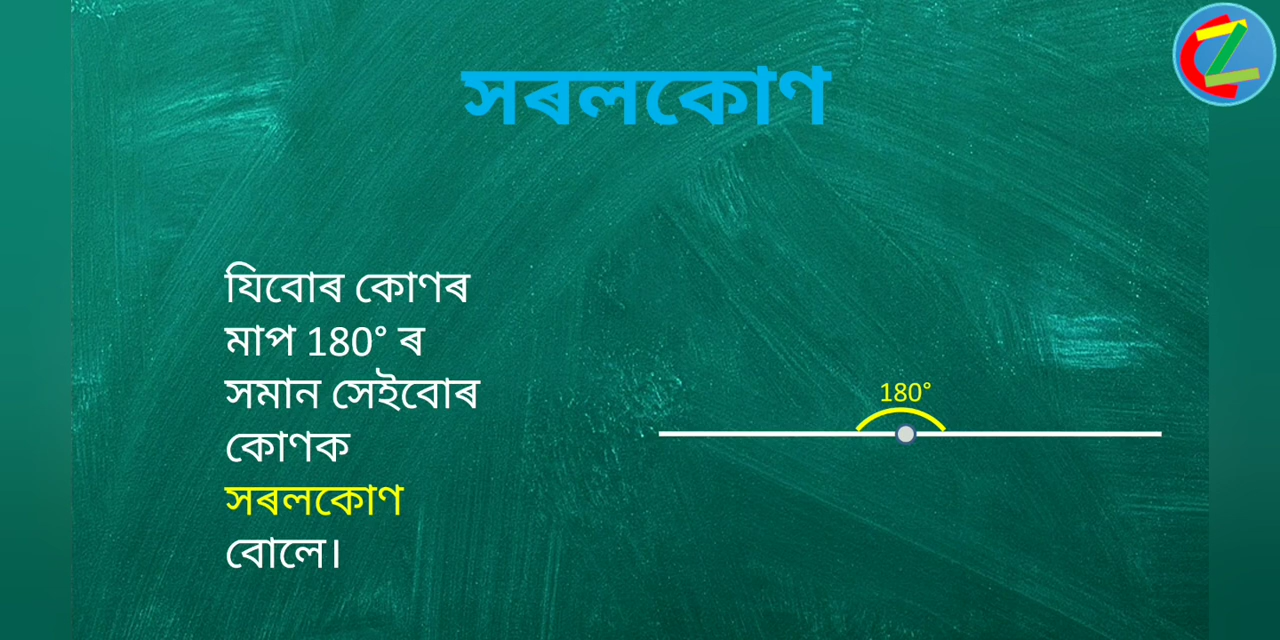 সৰলকোণ
যিবোৰ কোণৰ
মাপ 180° ৰ
সমান সেইবোৰ
কোণক
সৰলকোণ
বোলে।
180°